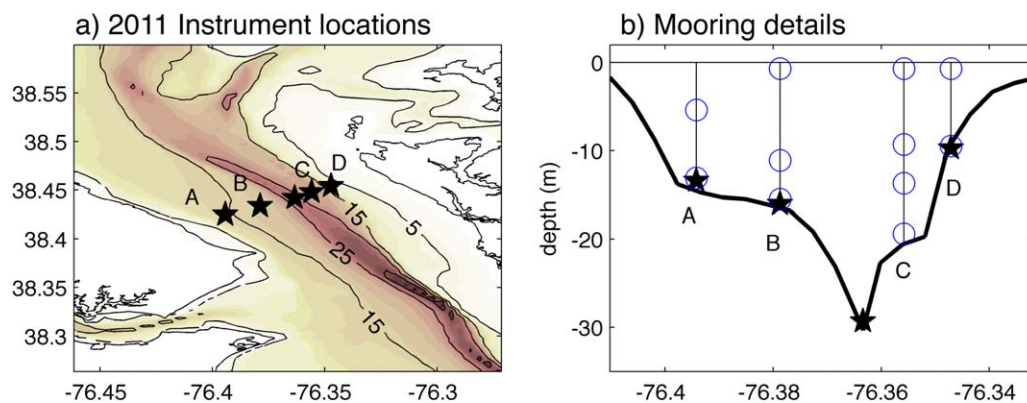 a) 2011 Instrument locations
38.55
38.5
38.45
38.4
38.35
38.3
A
B
C
D
15
5
25
15
-76.45
-76.4
-76.35
-76.3
b) Mooring details
0
-10
-20
-30
depth (m)
A
B
C
D
-76.4
-76.38
-76.36
-76.34